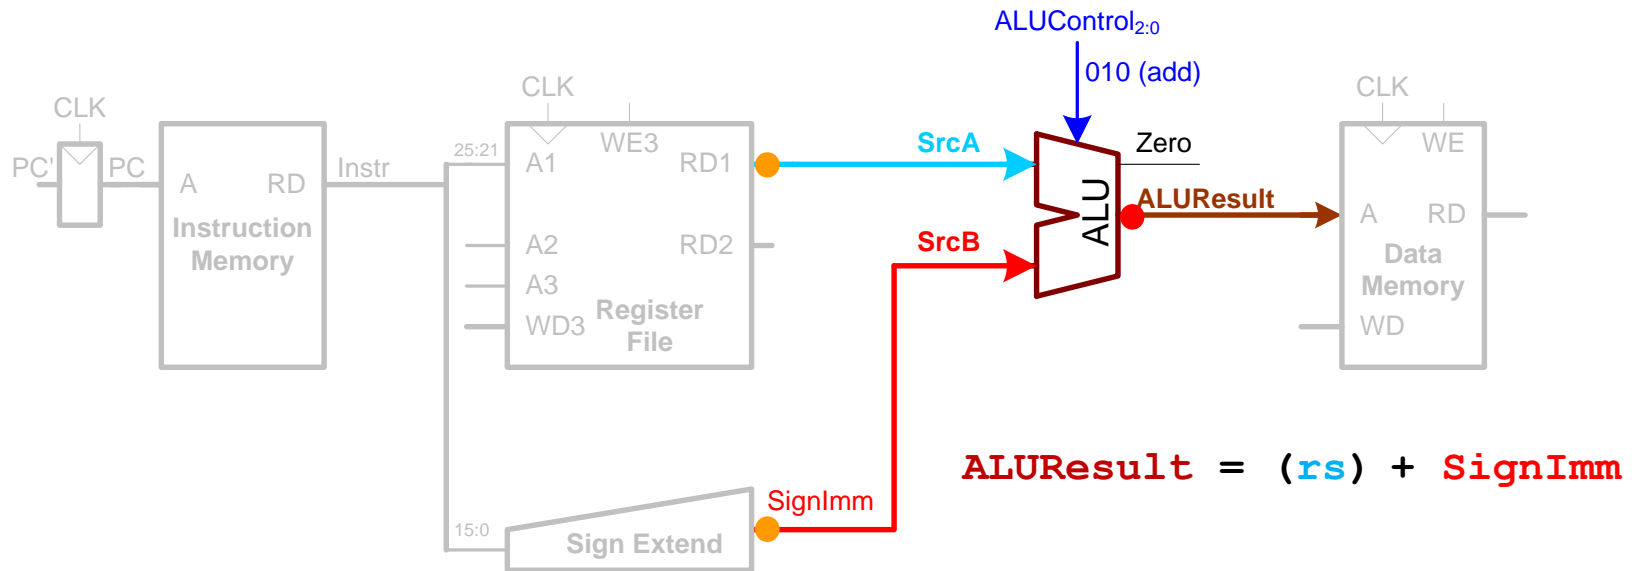 ALUControl2:0
010 (add)
CLK
CLK
CLK
PC'
PC
A
RD
Instr
Instruction
Memory
25:21
A1
WE3
RD1
A2
RD2
A3
WD3
Register
File
SrcA
SrcB
ALU
Zero
ALUResult
WE
A
RD
Data
Memory
WD
ALUResult = (rs) + SignImm
SignImm
15:0
Sign Extend